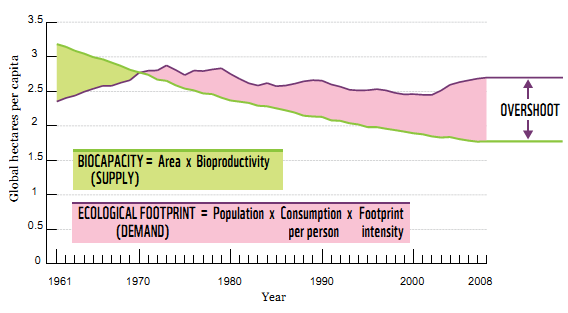 3.5
3
2.5
2
1.5
1
0.5
0
Global hectares per capita
OVERSHOOT
BIOCAPACITY = Area x Bioproductivity
(SUPPLY)
ECOLOGICAL FOOTPRINT = Population x Consumption x Footprint
(DEMAND) per person intensity
1961 1970 1980 1990 2000 2008
Year